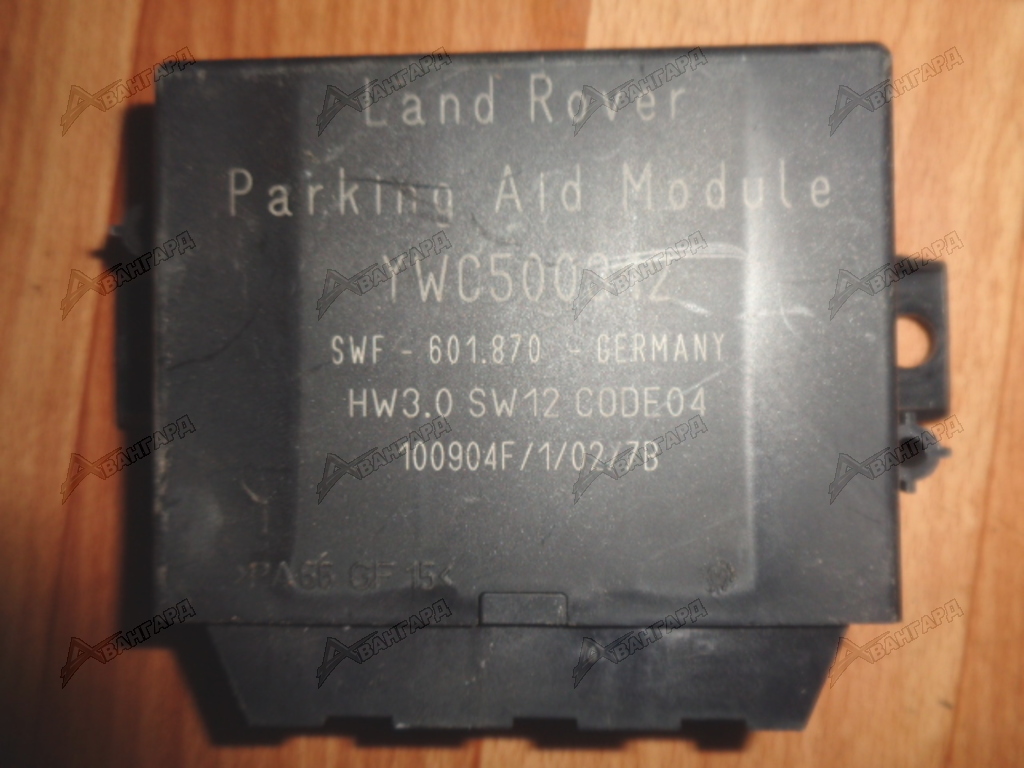 Land Rover
Parking Aid Module
SWF - 601.870 - GERMANY
HW3.0 SW12 CODE04
100904F/1/02/7B
>PA66 GF 15<
АВАНГАРД